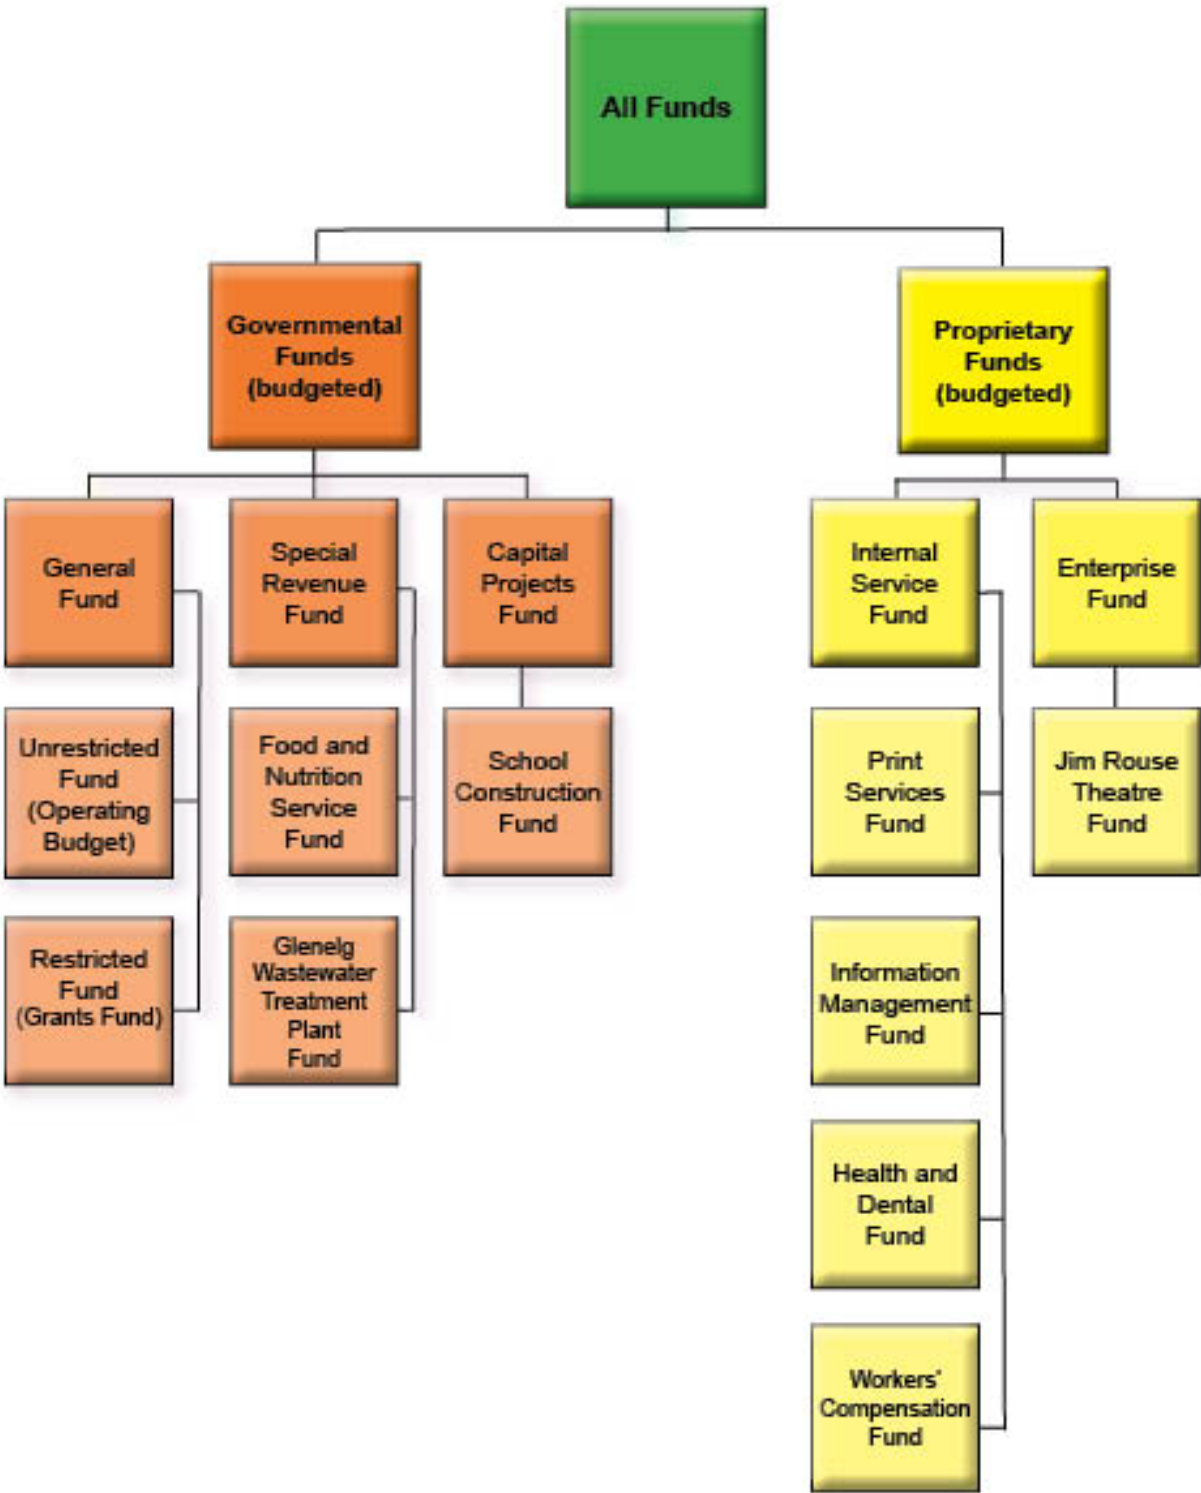 All Funds
Governmental
Funds
(budgeted)
Proprietary
Funds
(budgeted)
General
Fund
Special
Revenue
Fund
Capital
Projects
Fund
Internal
Service
Fund
Enterprise
Fund
Unrestricted
Fund
(Operating
Budget)
Food and
Nutrition
Service
Fund
School
Construction
Fund
Print
Services
Fund
Jim Rouse
Theatre
Fund
Restricted
Fund
(Grants Fund)
Glenelg
Wastewater
Treatment
Plant
Fund
Information
Management
Fund
Health and
Dental
Fund
Workers'
Compensation
Fund